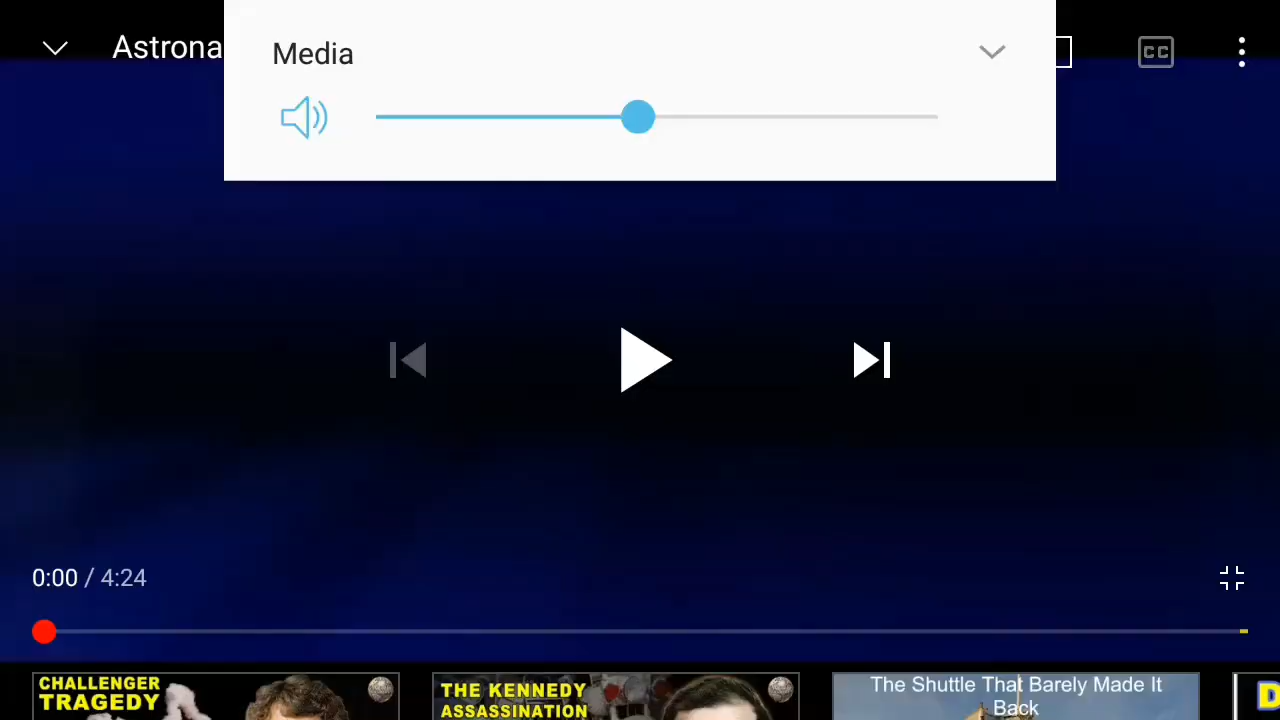 Astrona
Media
CC
0:00 / 4:24
CHALLENGER
TRAGEDY
THE KENNEDY
ASSASSINATION
The Shuttle That Barely Made It
Back
D